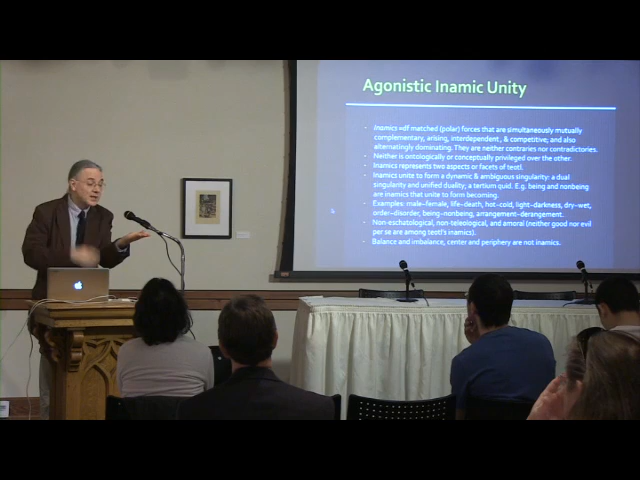 Agonistic Inamic Unity
• Inamics =df matched (polar) forces that are simultaneously mutually
complementary, arising, interdependent, & competitive; and also
alternatingly dominating. They are neither contraries nor contradictories.
• Neither is ontologically or conceptually privileged over the other.
• Inamics represents two aspects or facets of teotl.
• Inamics unite to form a dynamic & ambiguous singularity: a dual
singularity and unified duality, a tertium quid. E.g. being and nonbeing
are inamics that unite to form becoming.
• Examples: male–female, life–death, hot–cold, light–darkness, dry–wet,
order–disorder, being–nonbeing, arrangement–derangement.
• Non-eschatological, non-teleological, and amoral (neither good nor evil
per se are among teotl's inamics).
• Balance and imbalance, center and periphery are not inamics.